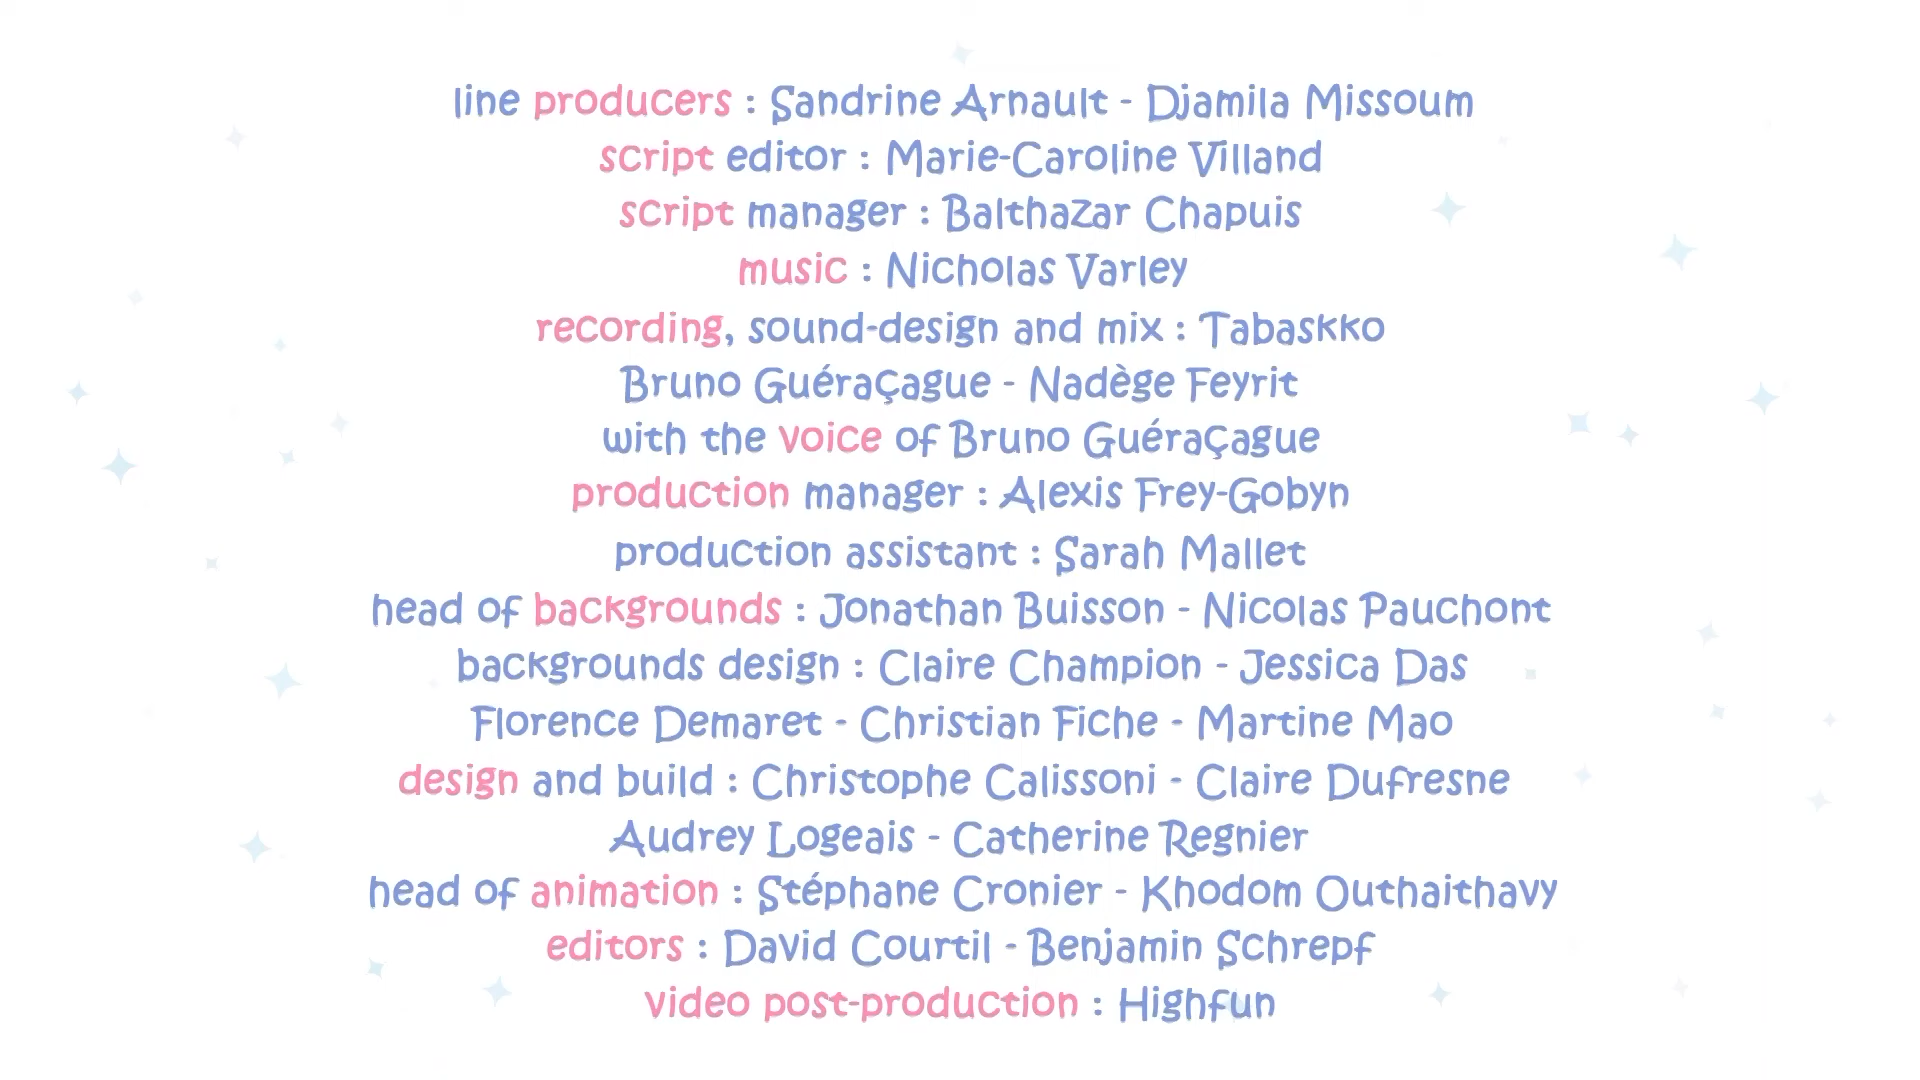 line producers : Sandrine Arnault - Djamila Missoum
script editor : Marie-Caroline Villand
script manager : Balthazar Chapuis
music : Nicholas Varley
recording, sound-design and mix : Tabaskko
Bruno Guéraçague - Nadège Feyrit
with the voice of Bruno Guéraçague
production manager : Alexis Frey-Gobyn
production assistant : Sarah Mallet
head of backgrounds : Jonathan Buisson - Nicolas Pauchont
backgrounds design : Claire Champion - Jessica Das
Florence Demaret - Christian Fiche - Martine Mao
design and build : Christophe Calissoni - Claire Dufresne
Audrey Logeais - Catherine Regnier
head of animation : Stéphane Cronier - Khodom Outhaithavy
editors : David Courtil - Benjamin Schrepf
video post-production : Highfun